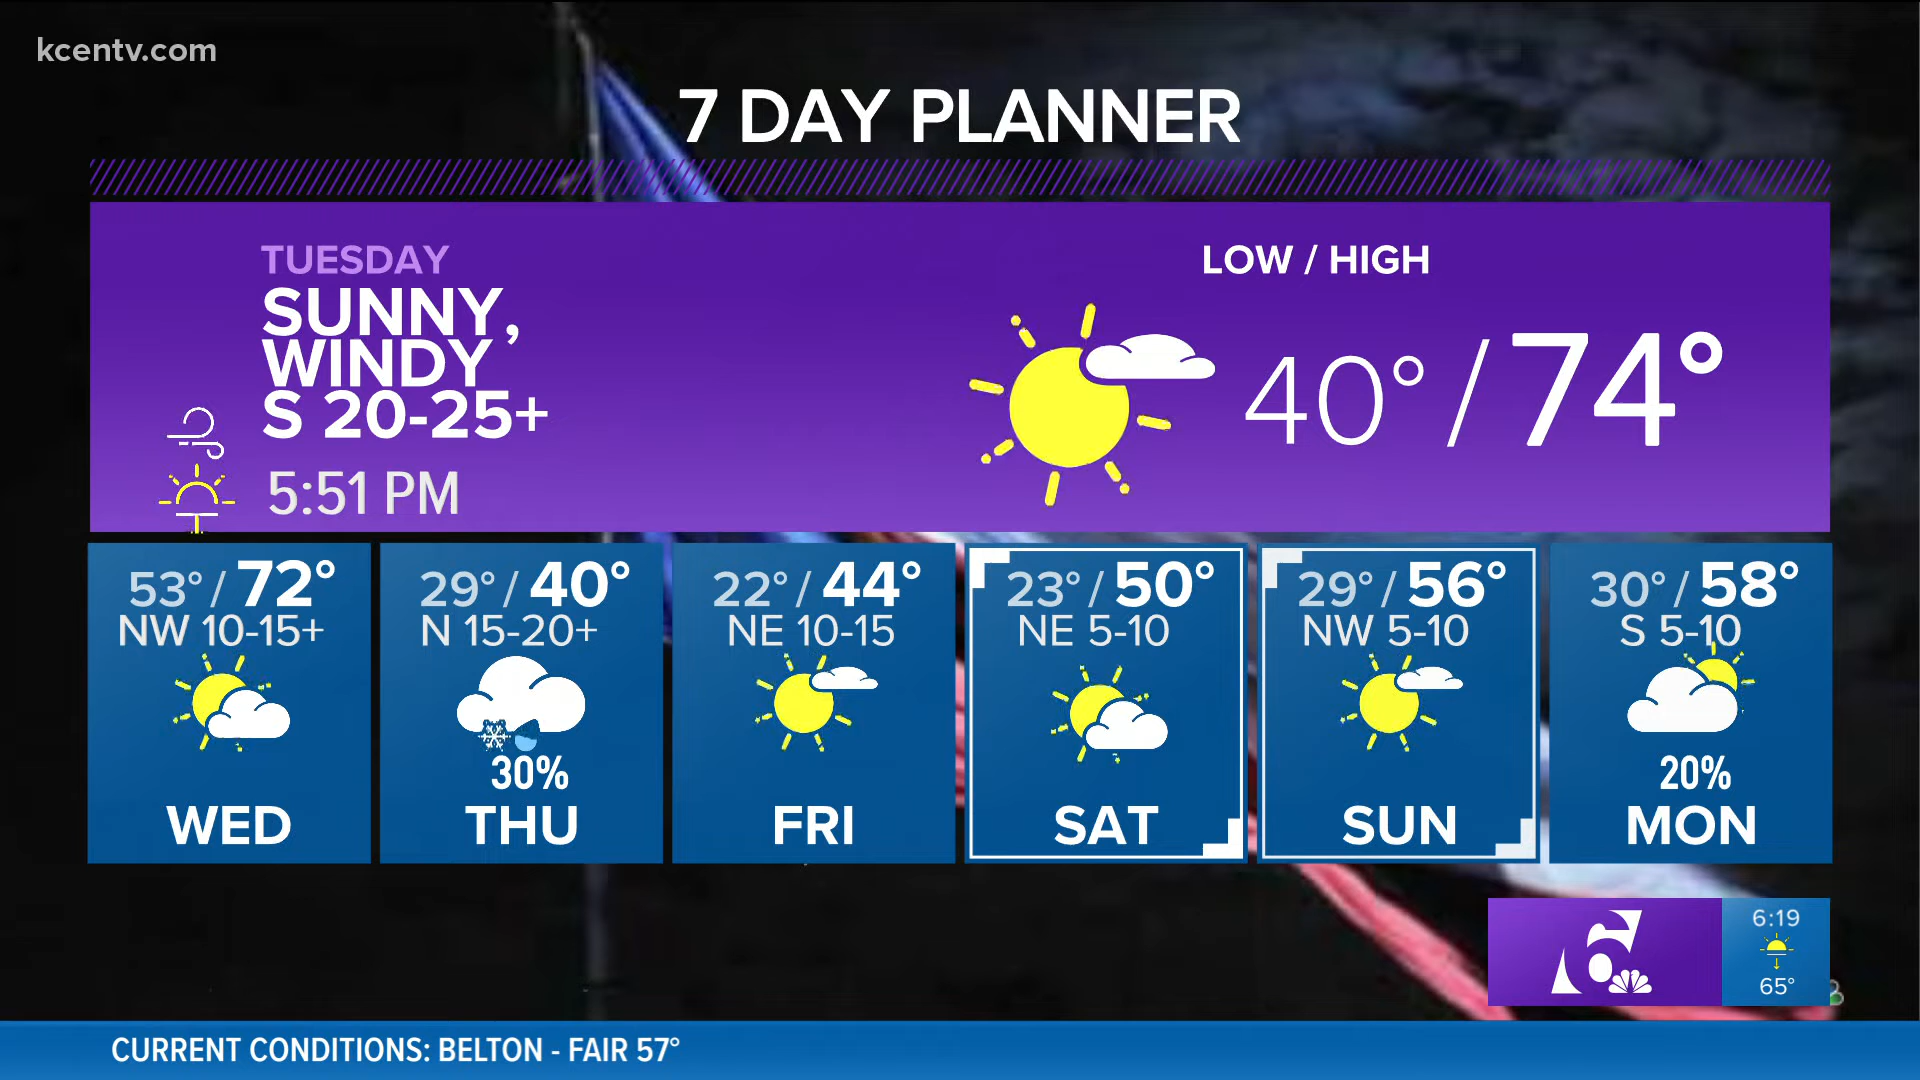 kcentv.com
7 DAY PLANNER
TUESDAY
SUNNY,
WINDY
S 20-25+
5:51 PM
LOW / HIGH
40° / 74°
53° / 72°
NW 10-15+
WED
29° / 40°
N 15-20+
30%
THU
22° / 44°
NE 10-15
FRI
23° / 50°
NE 5-10
SAT
29° / 56°
NW 5-10
SUN
30° / 58°
S 5-10
20%
MON
6
6:19
65°
CURRENT CONDITIONS: BELTON - FAIR 57°